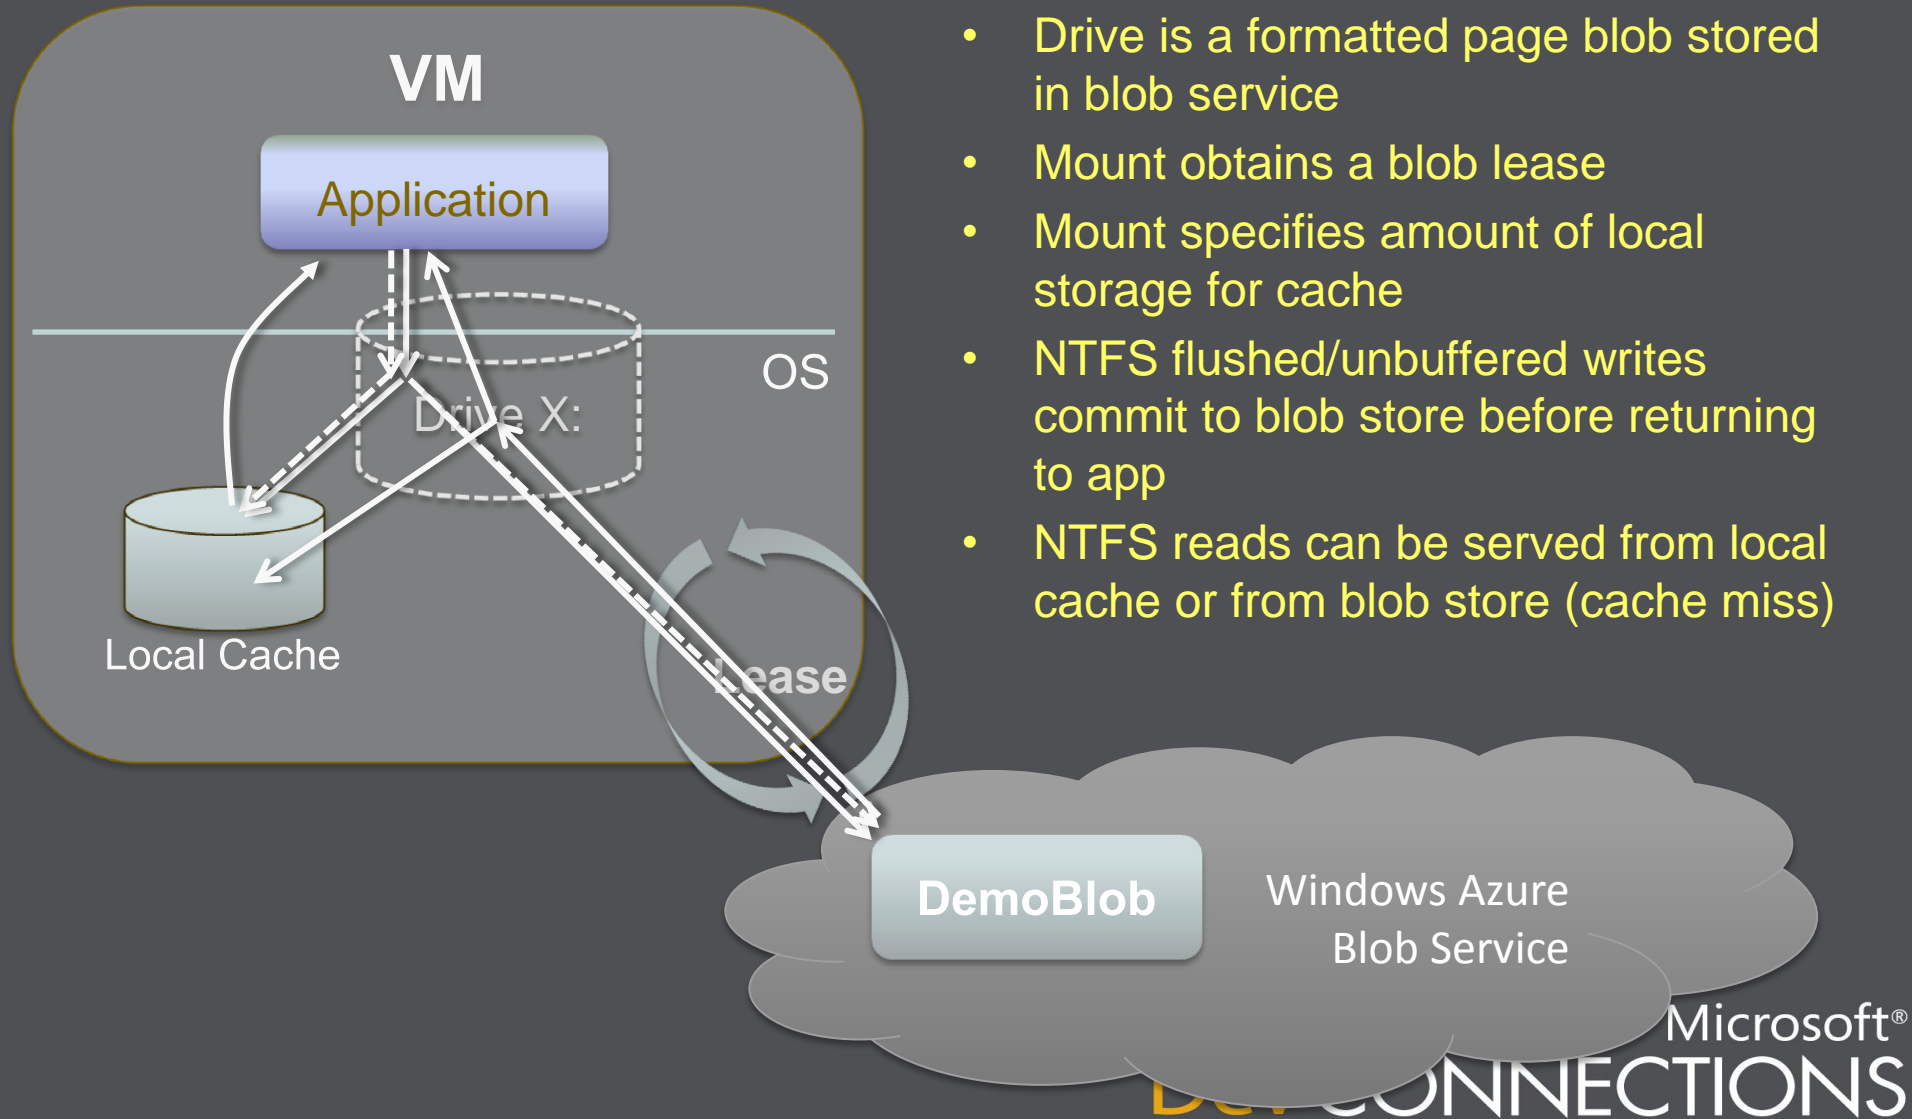 VM
Application
OS
Drive X:
Local Cache
Lease
DemoBlob
Windows Azure
Blob Service
• Drive is a formatted page blob stored
in blob service
• Mount obtains a blob lease
• Mount specifies amount of local
storage for cache
• NTFS flushed/unbuffered writes
commit to blob store before returning
to app
• NTFS reads can be served from local
cache or from blob store (cache miss)
Microsoft®